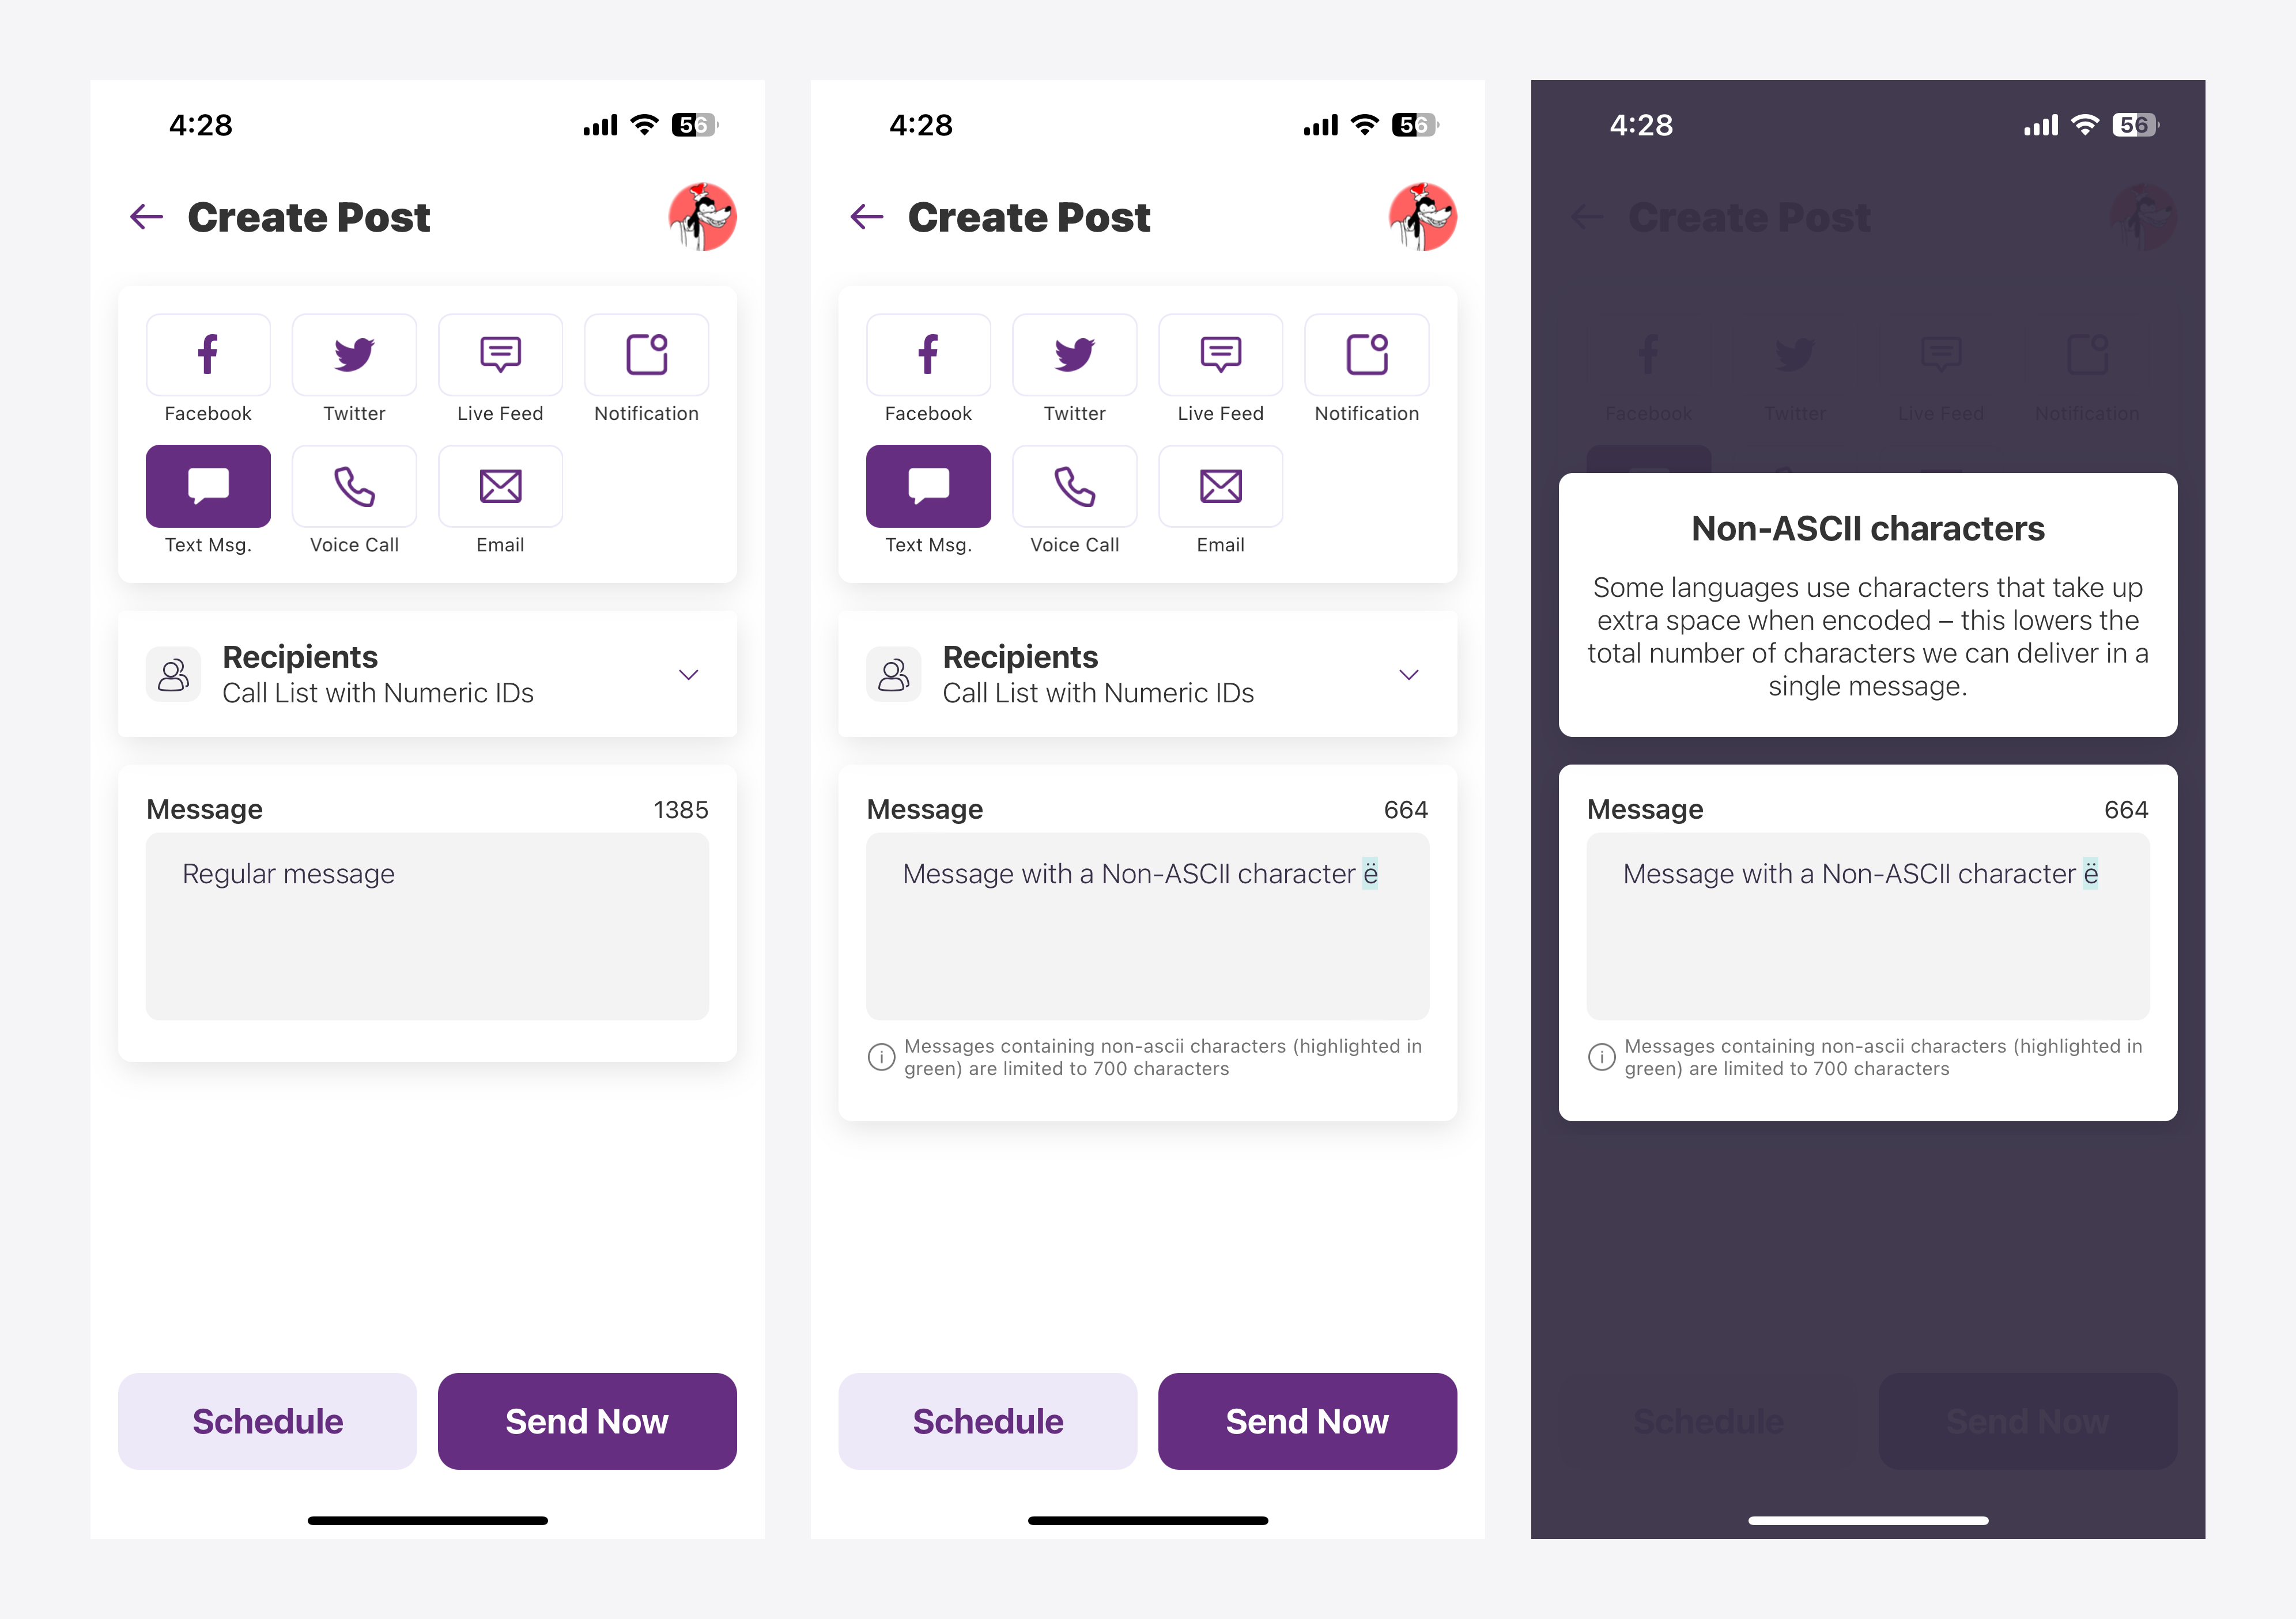 4:28
56
Create Post
Facebook
Twitter
Live Feed
Notification
Text Msg.
Voice Call
Email
Recipients
Call List with Numeric IDs
Message
1385
Regular message
Schedule
Send Now
4:28
56
Create Post
Facebook
Twitter
Live Feed
Notification
Text Msg.
Voice Call
Email
Recipients
Call List with Numeric IDs
Message
664
Message with a Non-ASCII character ë
Messages containing non-ascii characters (highlighted in
green) are limited to 700 characters
Schedule
Send Now
4:28
56
Create Post
Facebook
Twitter
Live Feed
Notification
Non-ASCII characters
Some languages use characters that take up
extra space when encoded – this lowers the
total number of characters we can deliver in a
single message.
Message
664
Message with a Non-ASCII character ë
Messages containing non-ascii characters (highlighted in
green) are limited to 700 characters
Schedule
Send Now